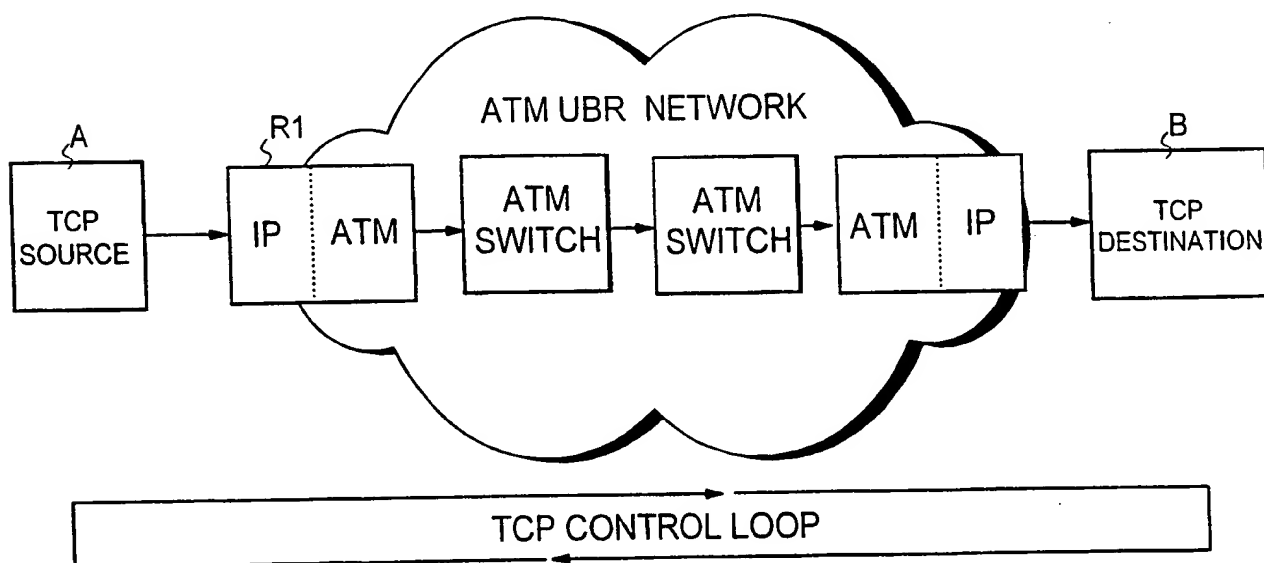 ATM UBR NETWORK
A
R1
B
TCP
SOURCE
IP
ATM
ATM
SWITCH
ATM
SWITCH
ATM
IP
TCP
DESTINATION
TCP CONTROL LOOP